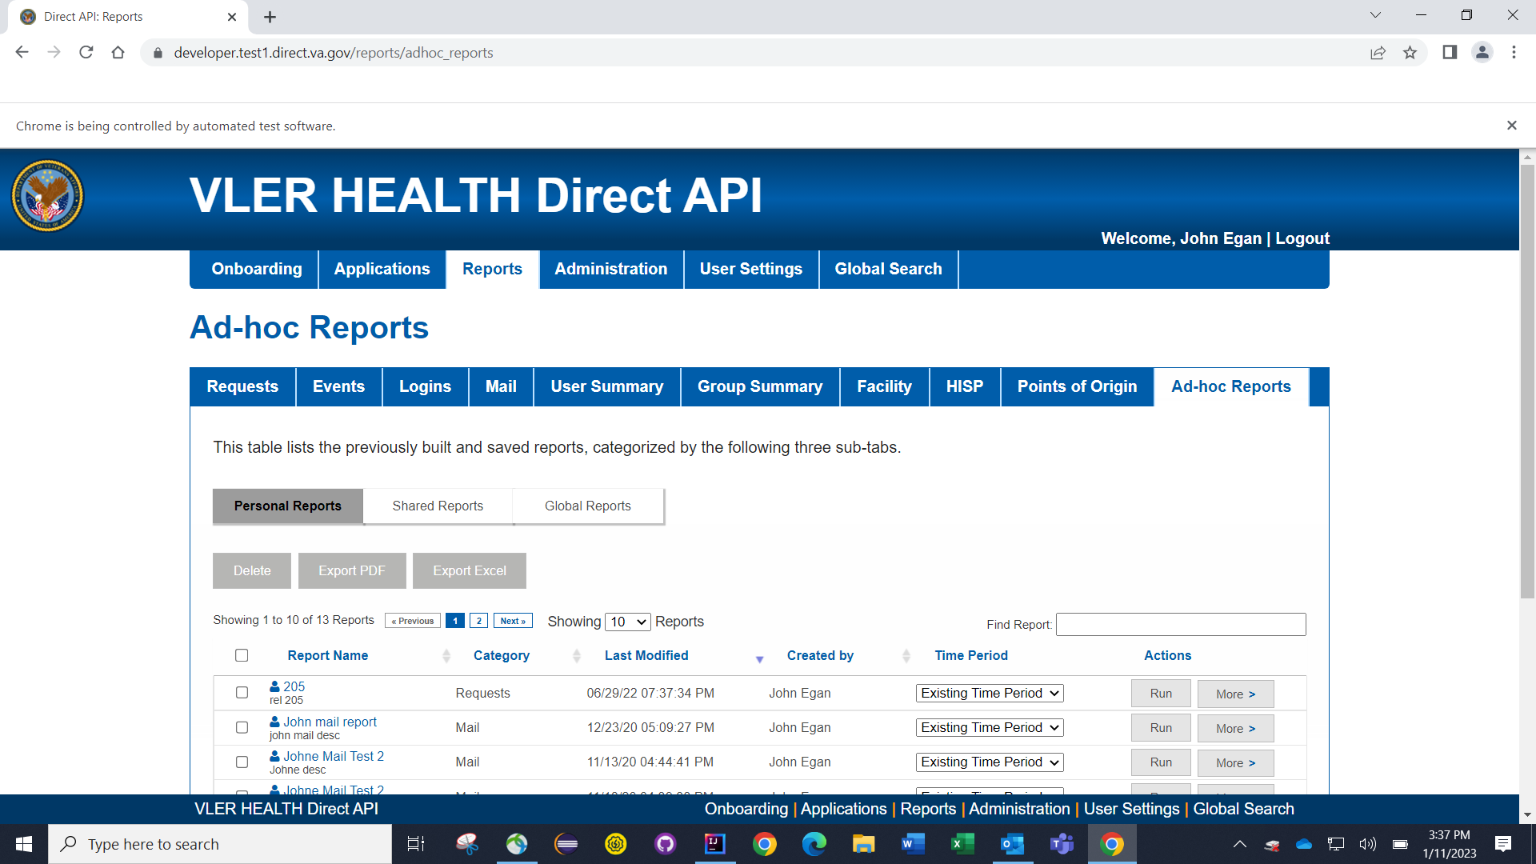 Direct API: Reports
developer.test1.direct.va.gov/reports/adhoc_reports
Chrome is being controlled by automated test software.
VLER HEALTH Direct API
Welcome, John Egan | Logout
Onboarding Applications Reports Administration User Settings Global Search
Ad-hoc Reports
Requests Events Logins Mail User Summary Group Summary Facility HISP Points of Origin Ad-hoc Reports
This table lists the previously built and saved reports, categorized by the following three sub-tabs.
Personal Reports Shared Reports Global Reports
Delete Export PDF Export Excel
Showing 1 to 10 of 13 Reports « Previous 1 2 Next » Showing 10 Reports Find Report:
Report Name Category Last Modified Created by Time Period Actions
205 Requests 06/29/22 07:37:34 PM John Egan Existing Time Period Run More >
rel 205
John mail report Mail 12/23/20 05:09:27 PM John Egan Existing Time Period Run More >
john mail desc
Johne Mail Test 2 Mail 11/13/20 04:44:41 PM John Egan Existing Time Period Run More >
Johne desc
Johne Mail Test 2
VLER HEALTH Direct API Onboarding | Applications | Reports | Administration | User Settings | Global Search
Type here to search
3:37 PM
1/11/2023